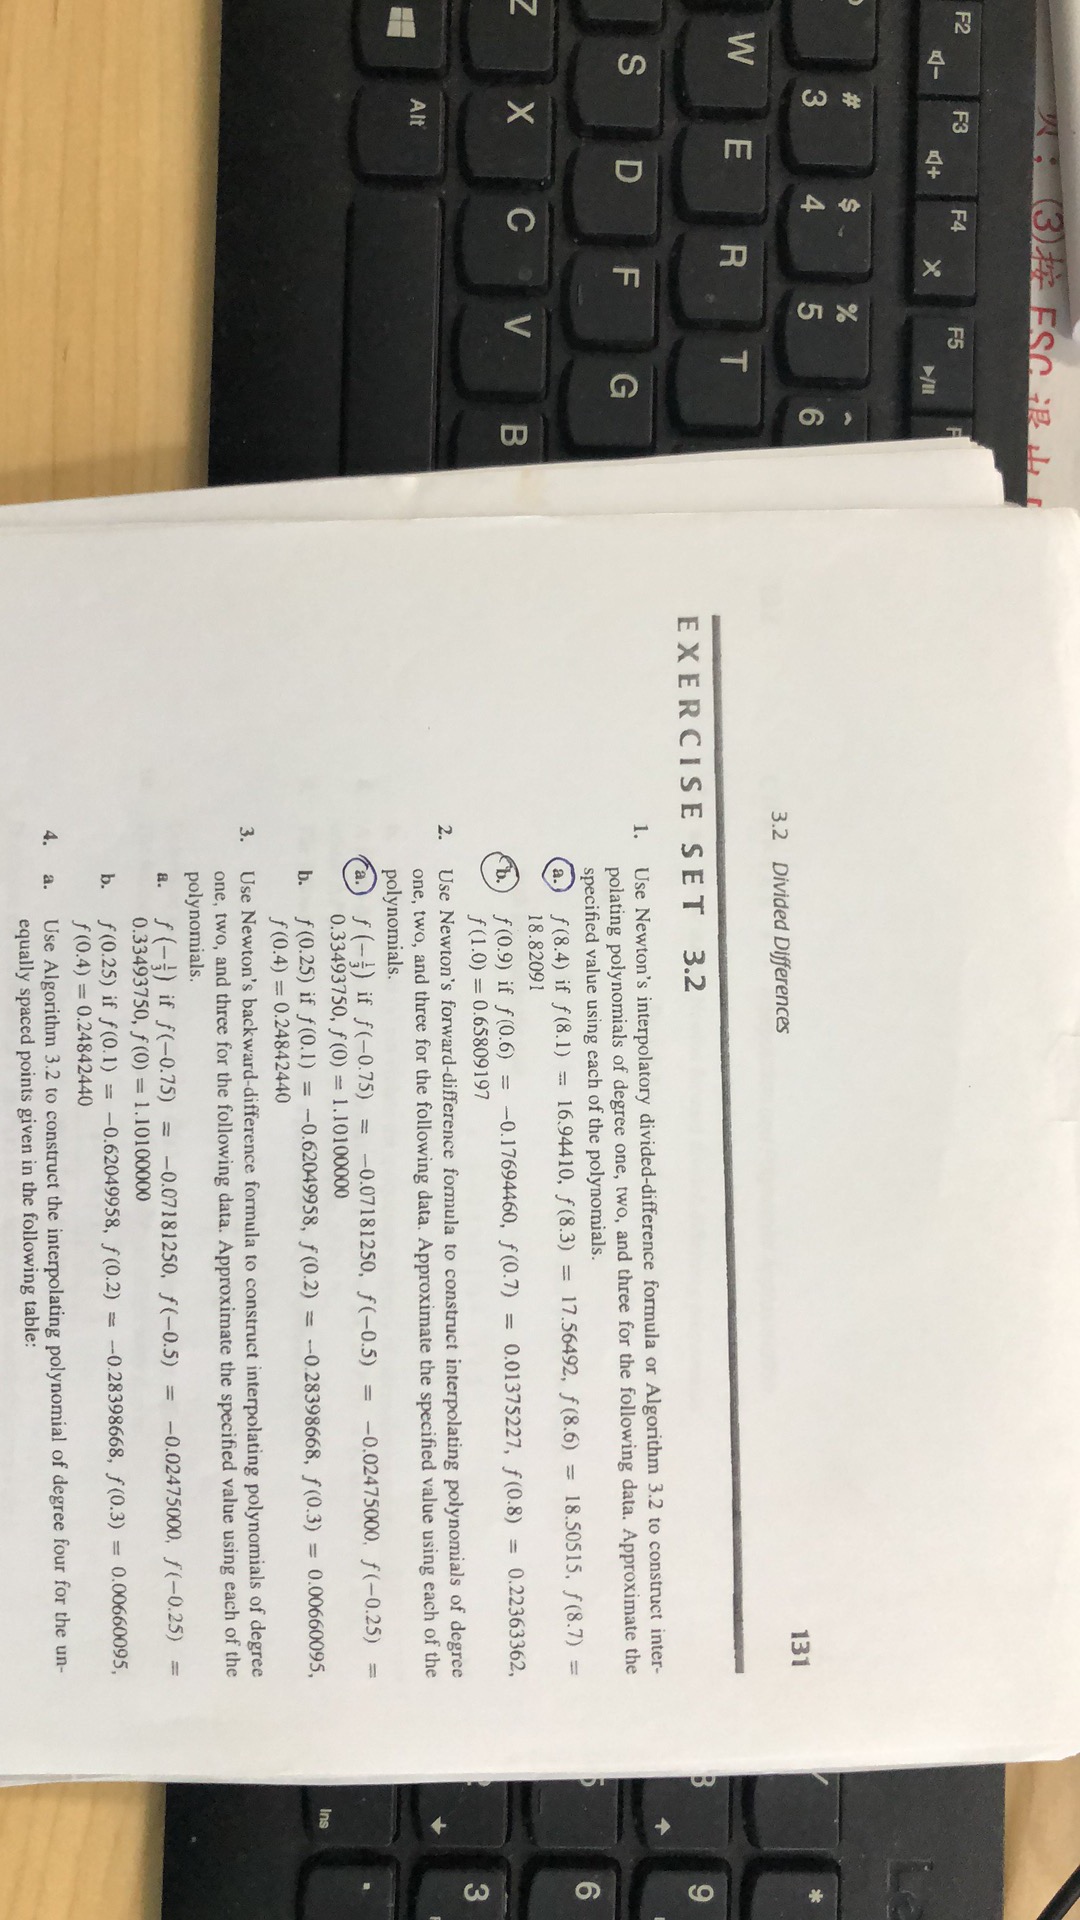 页; (3)按 ESC 退出
F2
F3
F4
F5
F
#
3
$
4
%
5
^
6
W
E
R
T
S
D
F
G
Z
X
C
V
B
Alt
3.2 Divided Differences
131
EXERCISE SET 3.2
1. Use Newton's interpolatory divided-difference formula or Algorithm 3.2 to construct inter-
polating polynomials of degree one, two, and three for the following data. Approximate the
specified value using each of the polynomials.
a. f(8.4) if f(8.1) = 16.94410, f(8.3) = 17.56492, f(8.6) = 18.50515, f(8.7) =
18.82091
b. f(0.9) if f(0.6) = −0.17694460, f(0.7) = 0.01375227, f(0.8) = 0.22363362,
f(1.0) = 0.65809197
2. Use Newton's forward-difference formula to construct interpolating polynomials of degree
one, two, and three for the following data. Approximate the specified value using each of the
polynomials.
a. f(−1/3) if f(−0.75) = −0.07181250, f(−0.5) = −0.02475000, f(−0.25) =
0.33493750, f(0) = 1.10100000
b. f(0.25) if f(0.1) = −0.62049958, f(0.2) = −0.28398668, f(0.3) = 0.00660095,
f(0.4) = 0.24842440
3. Use Newton's backward-difference formula to construct interpolating polynomials of degree
one, two, and three for the following data. Approximate the specified value using each of the
polynomials.
a. f(−1/3) if f(−0.75) = −0.07181250, f(−0.5) = −0.02475000, f(−0.25) =
0.33493750, f(0) = 1.10100000
b. f(0.25) if f(0.1) = −0.62049958, f(0.2) = −0.28398668, f(0.3) = 0.00660095,
f(0.4) = 0.24842440
4. a. Use Algorithm 3.2 to construct the interpolating polynomial of degree four for the un-
equally spaced points given in the following table:
Le
*
9
6
3
.
Ins